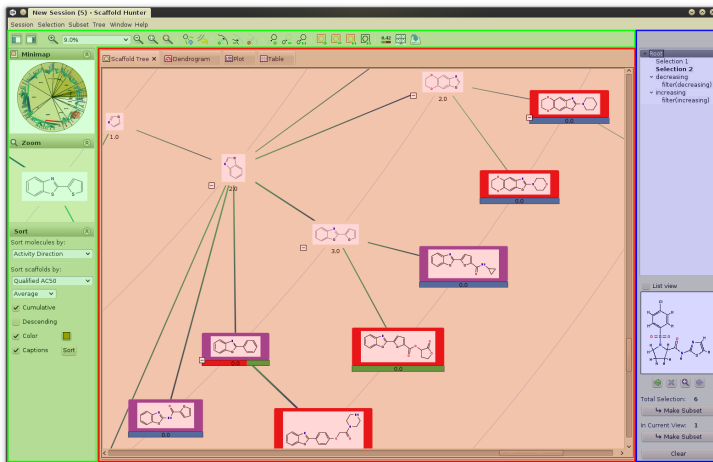 New Session (5) - Scaffold Hunter
Session Selection Subset Tree Window Help
9.0%
0.42
Minimap
Zoom
Sort
Sort molecules by:
Activity Direction
Sort scaffolds by:
Qualified AC50
Average
Cumulative
Descending
Color
Captions Sort
Scaffold Tree Dendrogram Plot Table
1.0
2.0
0.0
2.0
0.0
3.0
0.0
0.0
0.0
0.0
Root
Selection 1
Selection 2
decreasing
filter(decreasing)
increasing
filter(increasing)
List view
Total Selection: 6
Make Subset
In Current View: 1
Make Subset
Clear